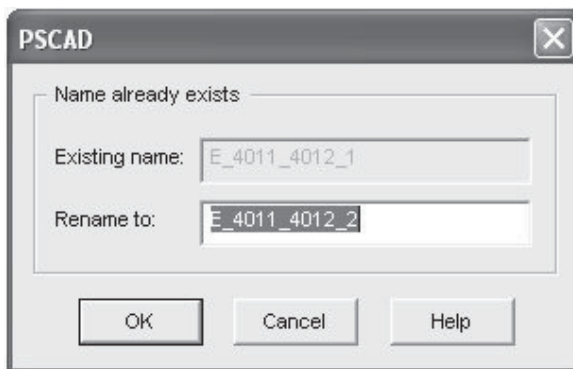 PSCAD
Name already exists
Existing name: E_4011_4012_1
Rename to: E_4011_4012_2
OK Cancel Help